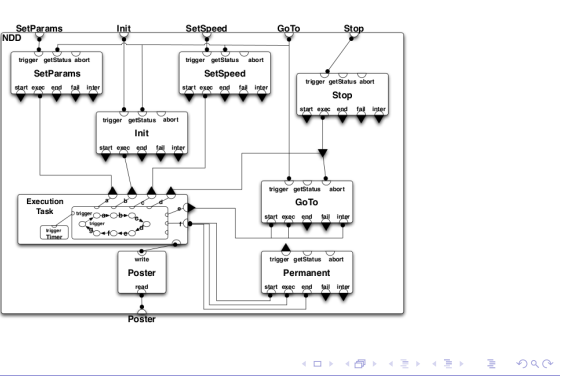 SetParams Init SetSpeed GoTo Stop
NDD
trigger getStatus abort
SetParams
start exec end fail inter
trigger getStatus abort
SetSpeed
start exec end fail inter
trigger getStatus abort
Stop
start exec end fail inter
trigger getStatus abort
Init
start exec end fail inter
a b c d
Execution
Task
trigger
trigger
Timer
trigger
a b c d e f g
e
f
trigger getStatus abort
GoTo
start exec end fail inter
write
Poster
read
trigger getStatus abort
Permanent
start exec end fail inter
Poster